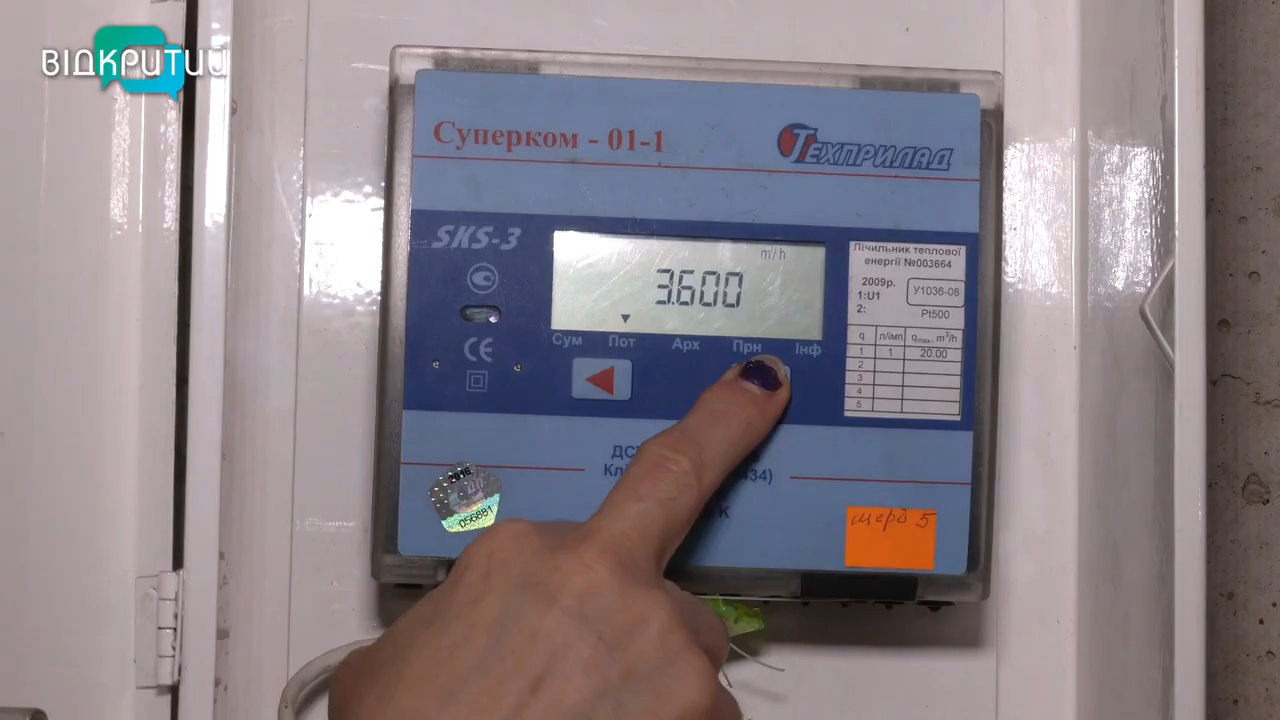 ВІДКРИТИЙ
Суперком - 01-1
ТЕХПРИЛАД
SKS-3
m³/h
3.600
Сум Пот Арх Прн Інф
CE
Лічильник теплової
енергії №003664
2009р.
1:U1
У1036-08
2:
Pt500
q л/імп qmax, m³/h
1 1 20.00
2
3
4
5
434)
К
2016
056881